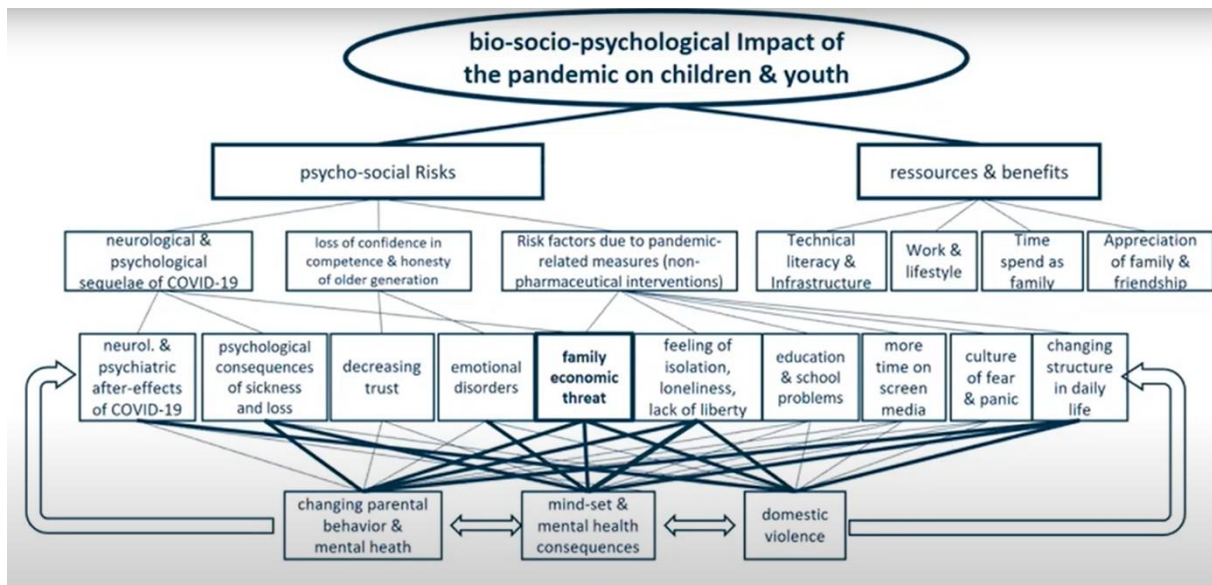 bio-socio-psychological Impact of
the pandemic on children & youth
psycho-social Risks
ressources & benefits
neurological &
psychological
sequelae of COVID-19
loss of confidence in
competence & honesty
of older generation
Risk factors due to pandemic-
related measures (non-
pharmaceutical interventions)
Technical
literacy &
Infrastructure
Work &
lifestyle
Time
spend as
family
Appreciation
of family &
friendship
neurol. &
psychiatric
after-effects
of COVID-19
psychological
consequences
of sickness
and loss
decreasing
trust
emotional
disorders
family
economic
threat
feeling of
isolation,
loneliness,
lack of liberty
education
& school
problems
more
time on
screen
media
culture
of fear
& panic
changing
structure
in daily
life
changing parental
behavior &
mental heath
mind-set &
mental health
consequences
domestic
violence